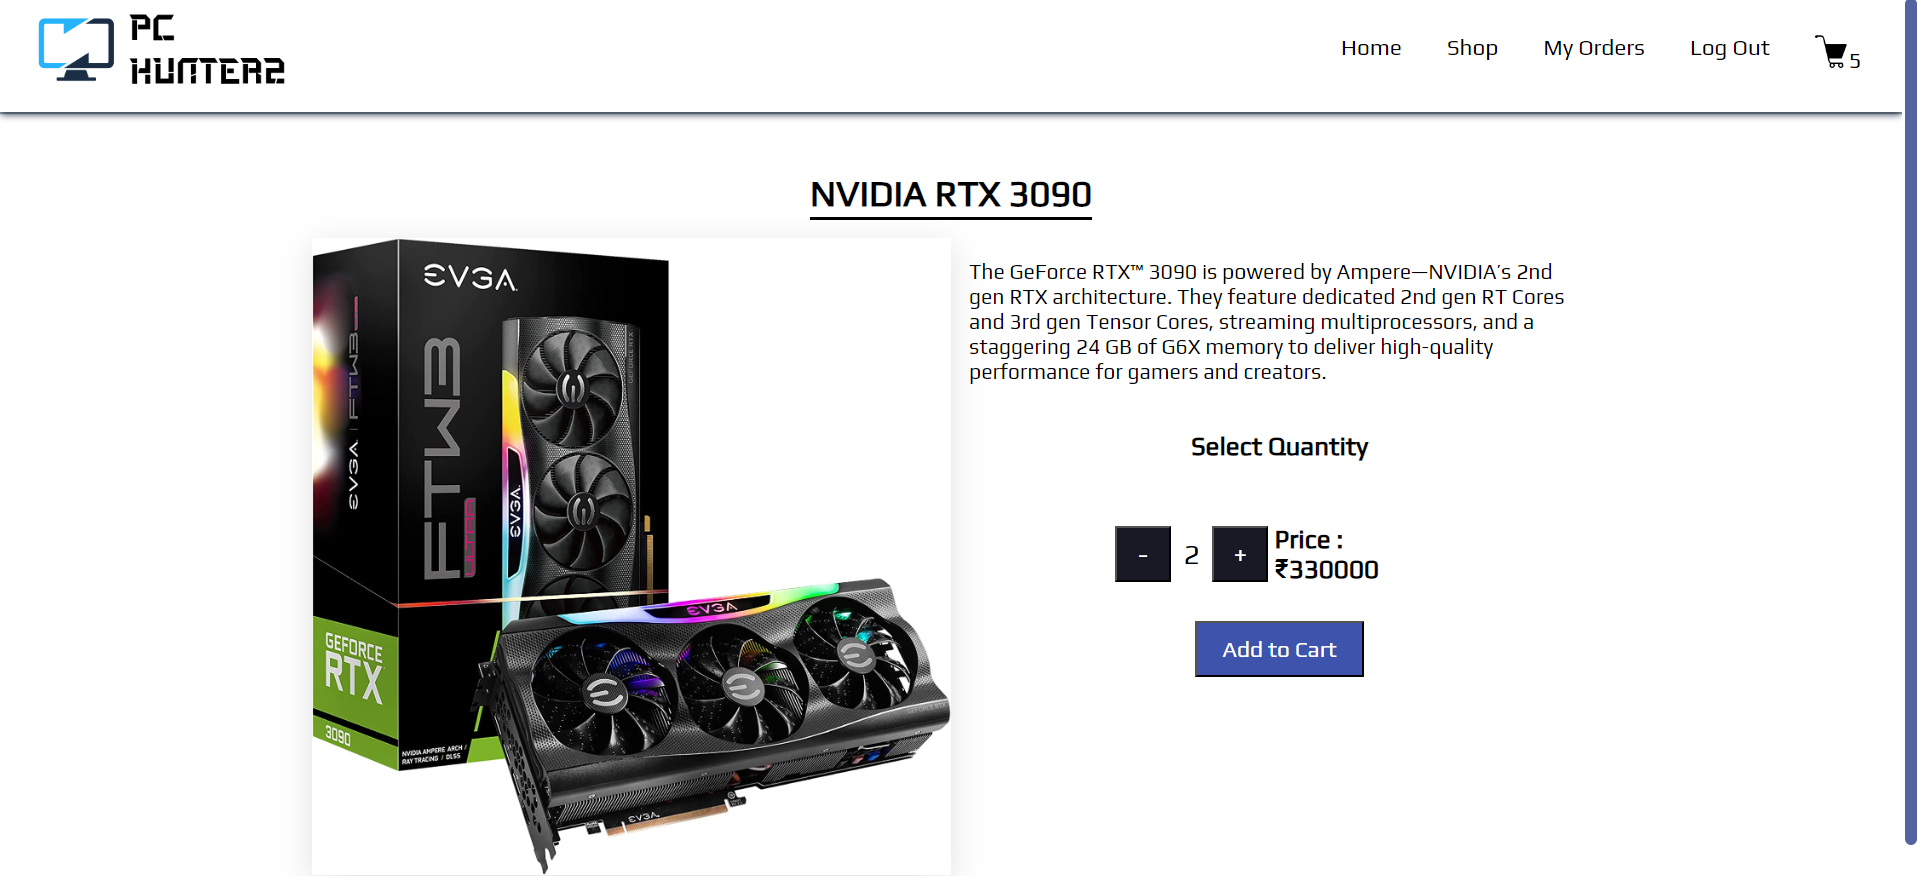 PC
HUNTERZ
Home
Shop
My Orders
Log Out
5
NVIDIA RTX 3090
EVGA
FTW3
ULTRA
EVGA | FTW3
GEFORCE RTX
EVGA
GEFORCE
RTX
3090
NVIDIA AMPERE ARCH /
RAY TRACING / DLSS
EVGA
GEFORCE RTX
EVGA
The GeForce RTX™ 3090 is powered by Ampere—NVIDIA’s 2nd
gen RTX architecture. They feature dedicated 2nd gen RT Cores
and 3rd gen Tensor Cores, streaming multiprocessors, and a
staggering 24 GB of G6X memory to deliver high-quality
performance for gamers and creators.
Select Quantity
- 2 +
Price :
₹330000
Add to Cart